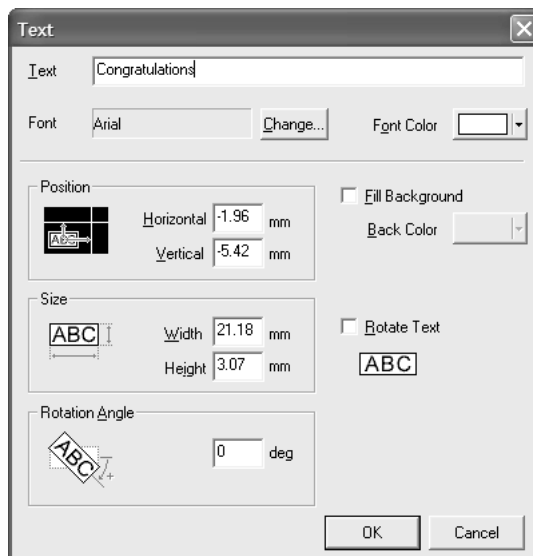 Text
Text Congratulations
Font Arial Change... Font Color
Position
ABC
Horizontal -1.96 mm
Vertical -5.42 mm
Fill Background
Back Color
Size
ABC
Width 21.18 mm
Height 3.07 mm
Rotate Text
ABC
Rotation Angle
ABC
0 deg
OK Cancel